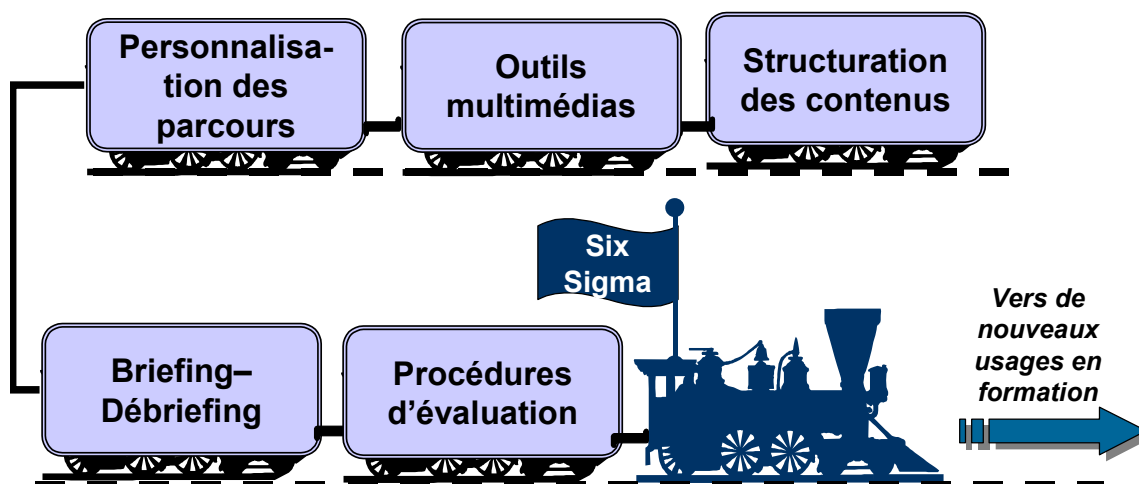 Personnalisa-
tion des
parcours
Outils
multimédias
Structuration
des contenus
Six
Sigma
Vers de
nouveaux
usages en
formation
Briefing–
Débriefing
Procédures
d’évaluation